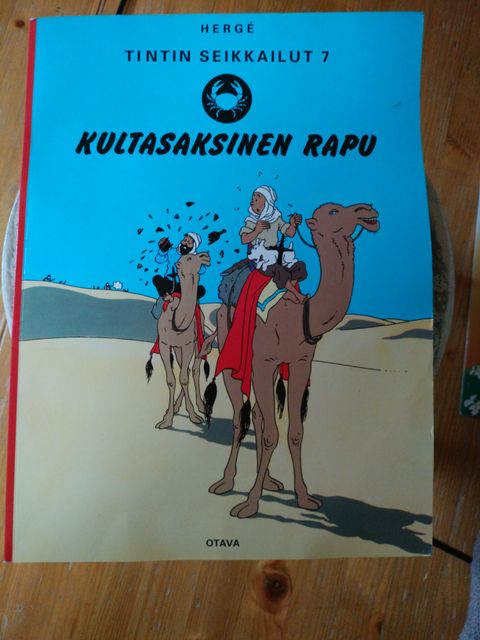 HERGÉ
TINTIN SEIKKAILUT 7
KULTASAKSINEN RAPU
OTAVA